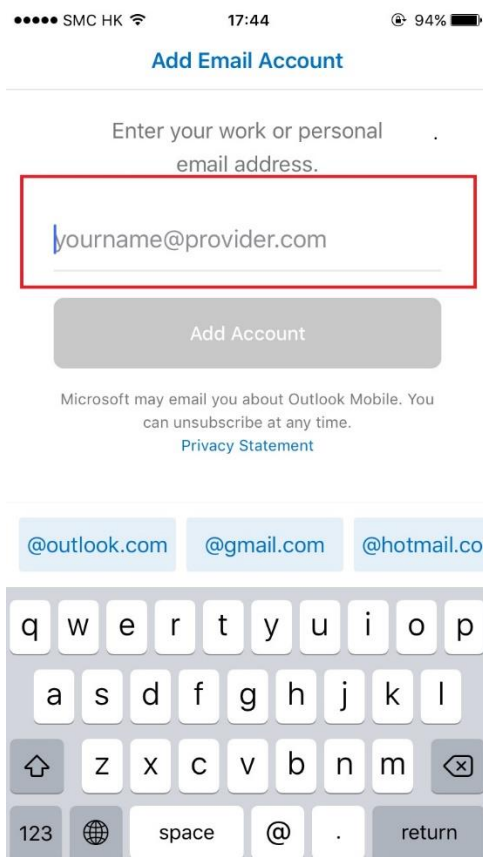 SMC HK 17:44 94%
Add Email Account
Enter your work or personal .
email address.
yourname@provider.com
Add Account
Microsoft may email you about Outlook Mobile. You
can unsubscribe at any time.
Privacy Statement
@outlook.com @gmail.com @hotmail.co
q w e r t y u i o p
a s d f g h j k l
z x c v b n m
123 space @ . return